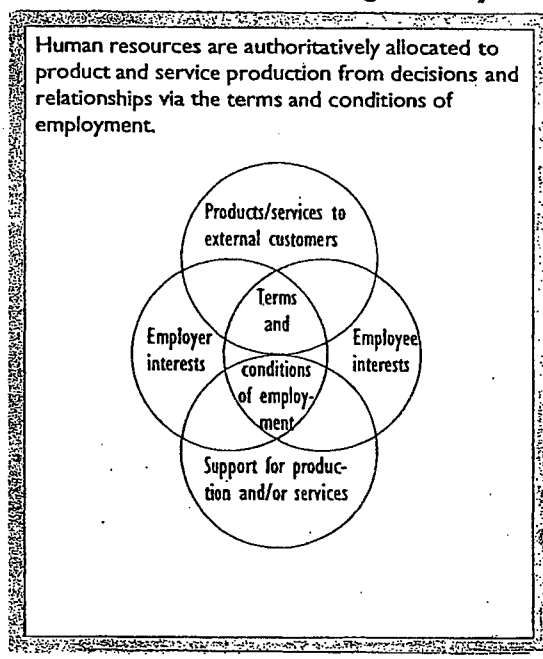 Human resources are authoritatively allocated to
product and service production from decisions and
relationships via the terms and conditions of
employment.
Products/services to
external customers
Terms
and
Employer
interests
Employee
interests
conditions
of employ-
ment
Support for produc-
tion and/or services